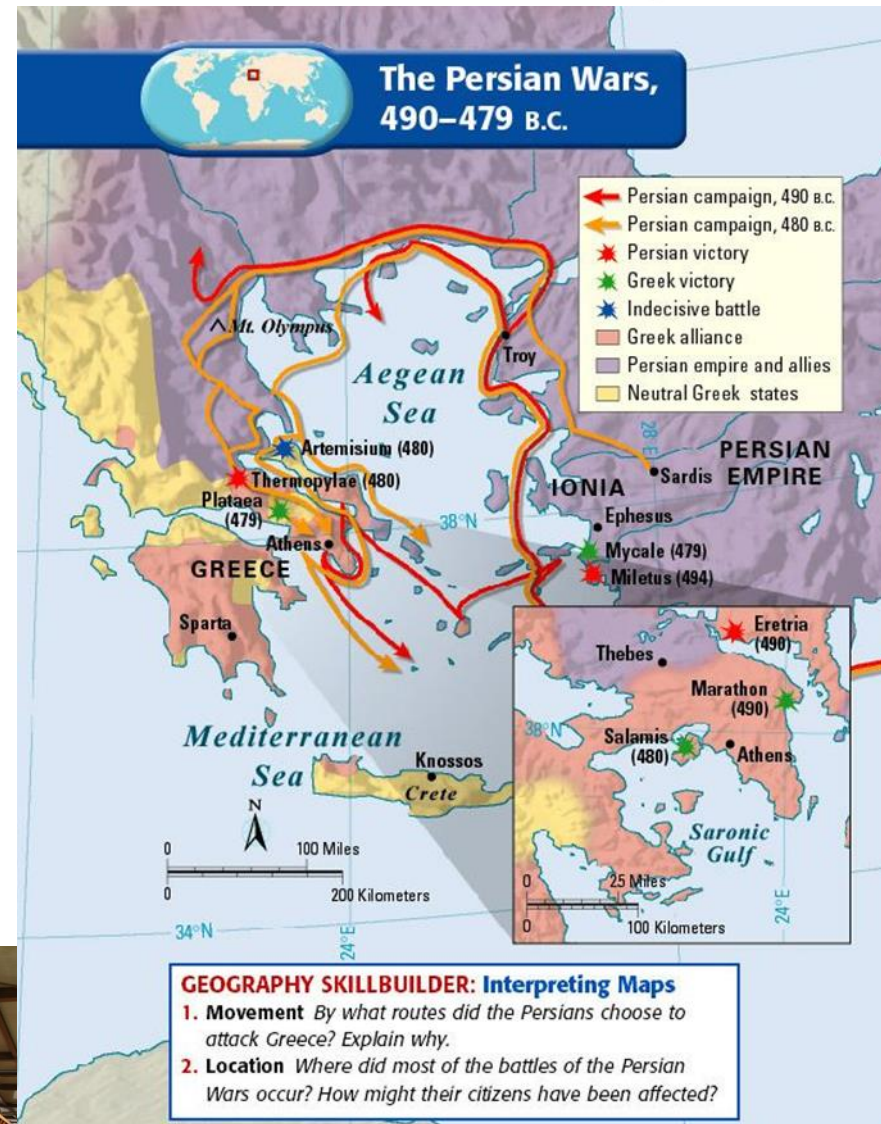 The Persian Wars,
490–479 B.C.
Persian campaign, 490 B.C.
Persian campaign, 480 B.C.
Persian victory
Greek victory
Indecisive battle
Greek alliance
Persian empire and allies
Neutral Greek states
Mt. Olympus
Troy
Aegean
Sea
Artemisium (480)
Thermopylae (480)
Plataea
(479)
Athens
GREECE
Sparta
38°N
28°E
Sardis
PERSIAN
EMPIRE
IONIA
Ephesus
Mycale (479)
Miletus (494)
Mediterranean
Sea
Knossos
Crete
N
0 100 Miles
0 200 Kilometers
34°N
24°E
Eretria
(490)
Thebes
Marathon
(490)
38°N
Salamis
(480)
Athens
Saronic
Gulf
0 25 Miles
0 100 Kilometers
24°E
GEOGRAPHY SKILLBUILDER: Interpreting Maps
1. Movement By what routes did the Persians choose to
attack Greece? Explain why.
2. Location Where did most of the battles of the Persian
Wars occur? How might their citizens have been affected?